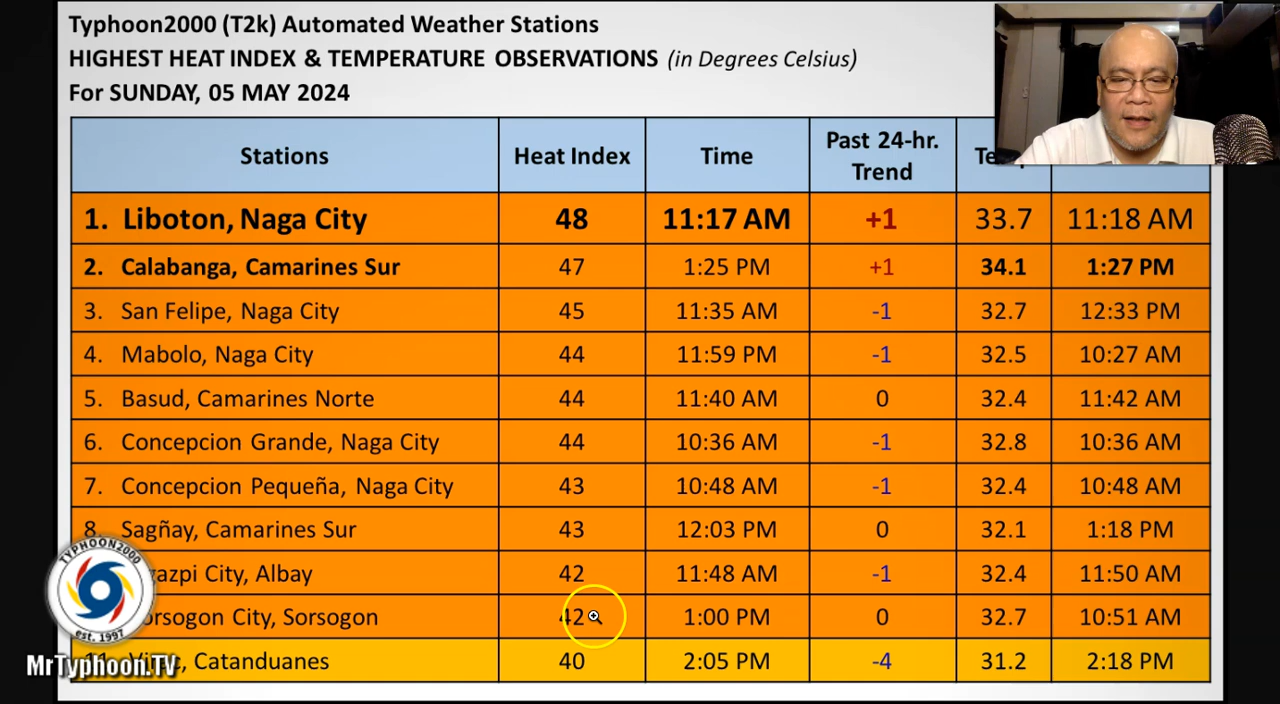 Typhoon2000 (T2k) Automated Weather Stations
HIGHEST HEAT INDEX & TEMPERATURE OBSERVATIONS (in Degrees Celsius)
For SUNDAY, 05 MAY 2024
Stations Heat Index Time Past 24-hr. Trend
1. Liboton, Naga City 48 11:17 AM +1 33.7 11:18 AM
2. Calabanga, Camarines Sur 47 1:25 PM +1 34.1 1:27 PM
3. San Felipe, Naga City 45 11:35 AM -1 32.7 12:33 PM
4. Mabolo, Naga City 44 11:59 PM -1 32.5 10:27 AM
5. Basud, Camarines Norte 44 11:40 AM 0 32.4 11:42 AM
6. Concepcion Grande, Naga City 44 10:36 AM -1 32.8 10:36 AM
7. Concepcion Pequeña, Naga City 43 10:48 AM -1 32.4 10:48 AM
8. Sagñay, Camarines Sur 43 12:03 PM 0 32.1 1:18 PM
City, Albay 42 11:48 AM -1 32.4 11:50 AM
City, Sorsogon 42 1:00 PM 0 32.7 10:51 AM
Catanduanes 40 2:05 PM -4 31.2 2:18 PM
TYPHOON2000
est. 1997
MrTyphoon.TV